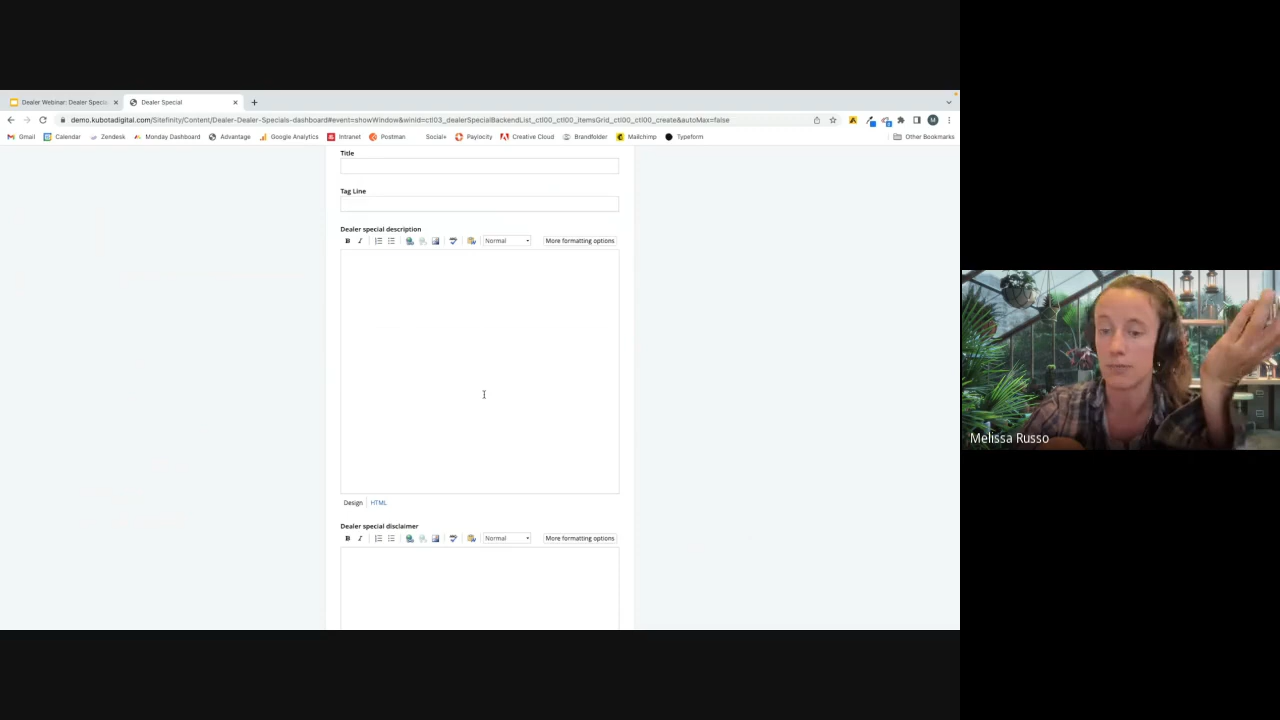 Dealer Webinar: Dealer Speci
Dealer Special
demo.kubotadigital.com/Sitefinity/Content/Dealer-Dealer-Specials-dashboard#event=showWindow&winid=ctl03_dealerSpecialBackendList_ctl00_ctl00_itemsGrid_ctl00_ctl00_create&autoMax=false
M
Gmail Calendar Zendesk Monday Dashboard Advantage Google Analytics Intranet Postman Social+ Paylocity Creative Cloud Brandfolder Mailchimp Typeform Other Bookmarks
Title
Tag Line
Dealer special description
B I Normal More formatting options
Design HTML
Dealer special disclaimer
B I Normal More formatting options
Melissa Russo